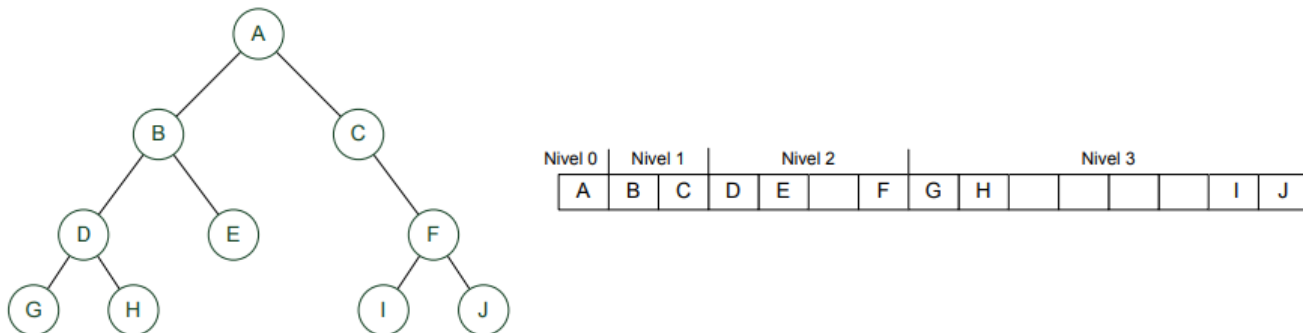 A
B C
D E F
G H I J
Nivel 0 Nivel 1 Nivel 2 Nivel 3
A B C D E F G H I J